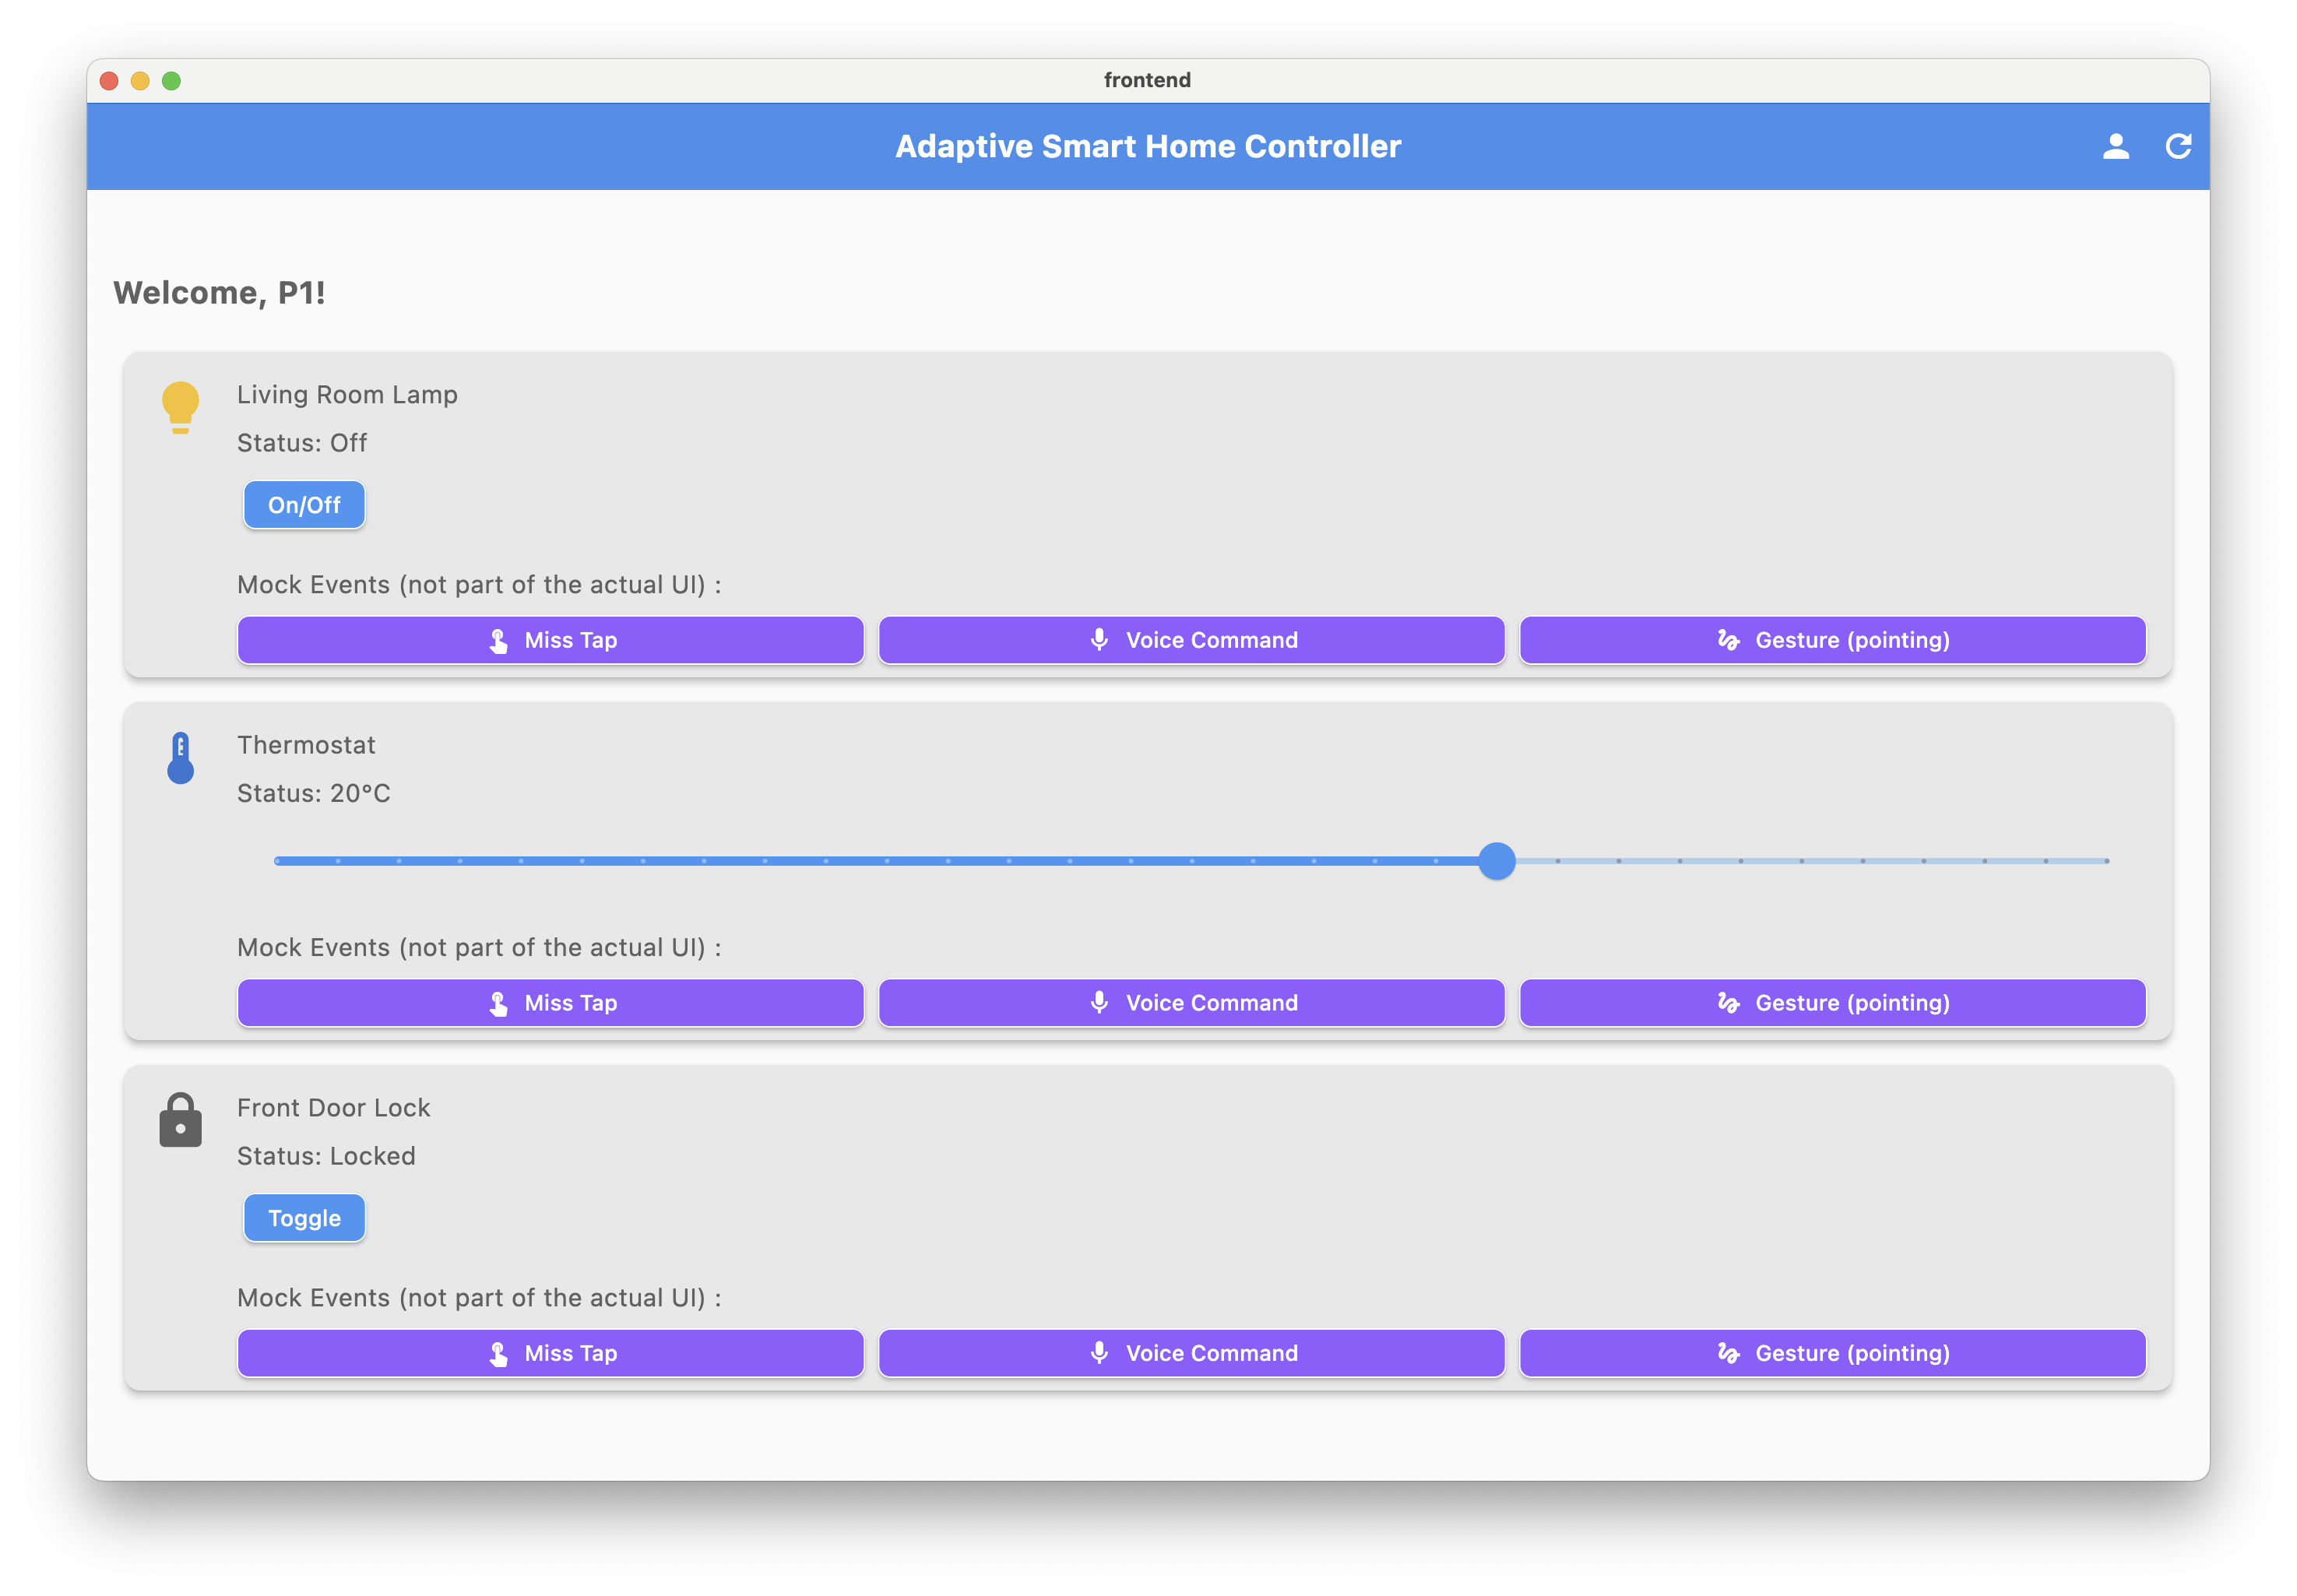 frontend
Adaptive Smart Home Controller
Welcome, P1!
Living Room Lamp
Status: Off
On/Off
Mock Events (not part of the actual UI) :
Miss Tap Voice Command Gesture (pointing)
Thermostat
Status: 20°C
Mock Events (not part of the actual UI) :
Miss Tap Voice Command Gesture (pointing)
Front Door Lock
Status: Locked
Toggle
Mock Events (not part of the actual UI) :
Miss Tap Voice Command Gesture (pointing)